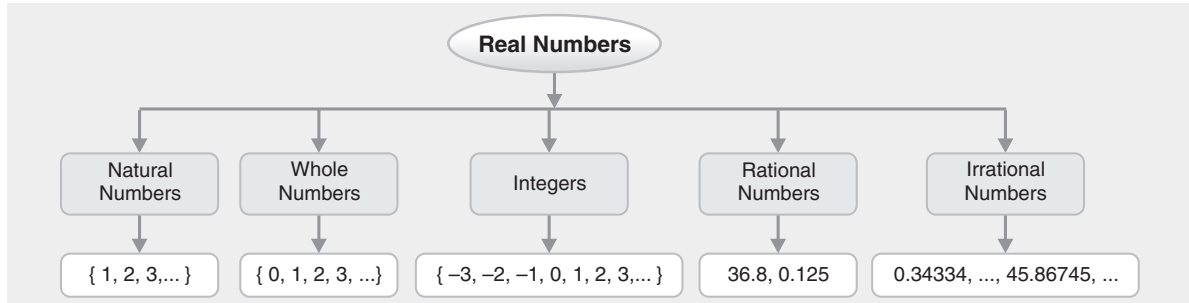 Real Numbers
Natural
Numbers
Whole
Numbers
Integers
Rational
Numbers
Irrational
Numbers
{ 1, 2, 3,... }
{ 0, 1, 2, 3, ...}
{ –3, –2, –1, 0, 1, 2, 3,... }
36.8, 0.125
0.34334, ..., 45.86745, ...